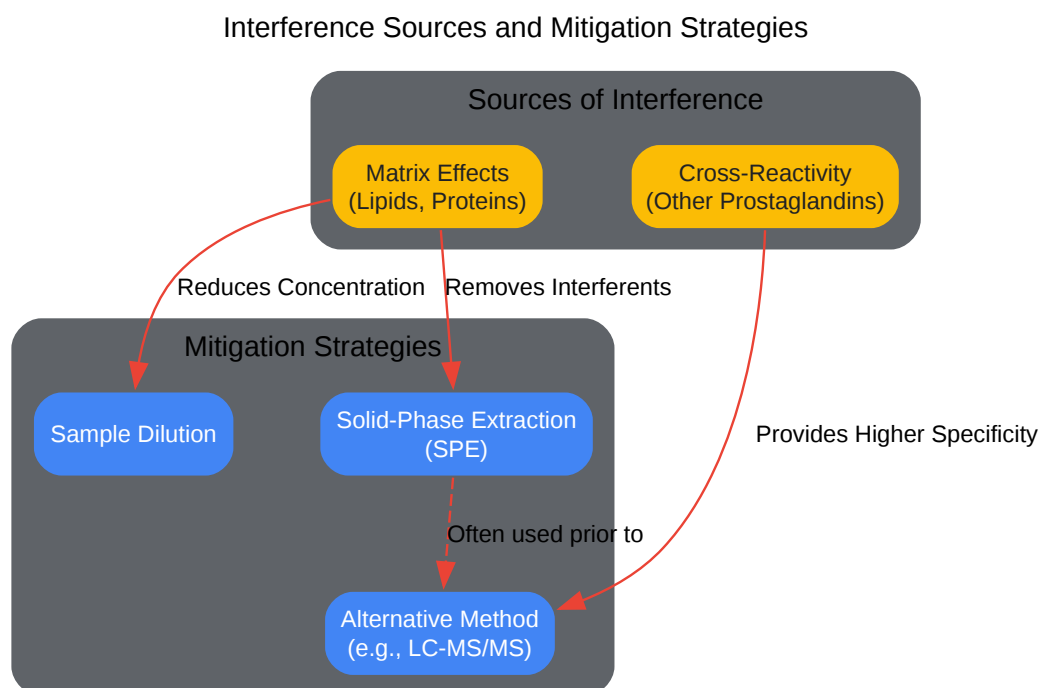 Interference Sources and Mitigation Strategies
Sources of Interference
Matrix Effects
(Lipids, Proteins)
Cross-Reactivity
(Other Prostaglandins)
Reduces Concentration
Removes Interferents
Mitigation Strategies
Sample Dilution
Solid-Phase Extraction
(SPE)
Provides Higher Specificity
Often used prior to
Alternative Method
(e.g., LC-MS/MS)